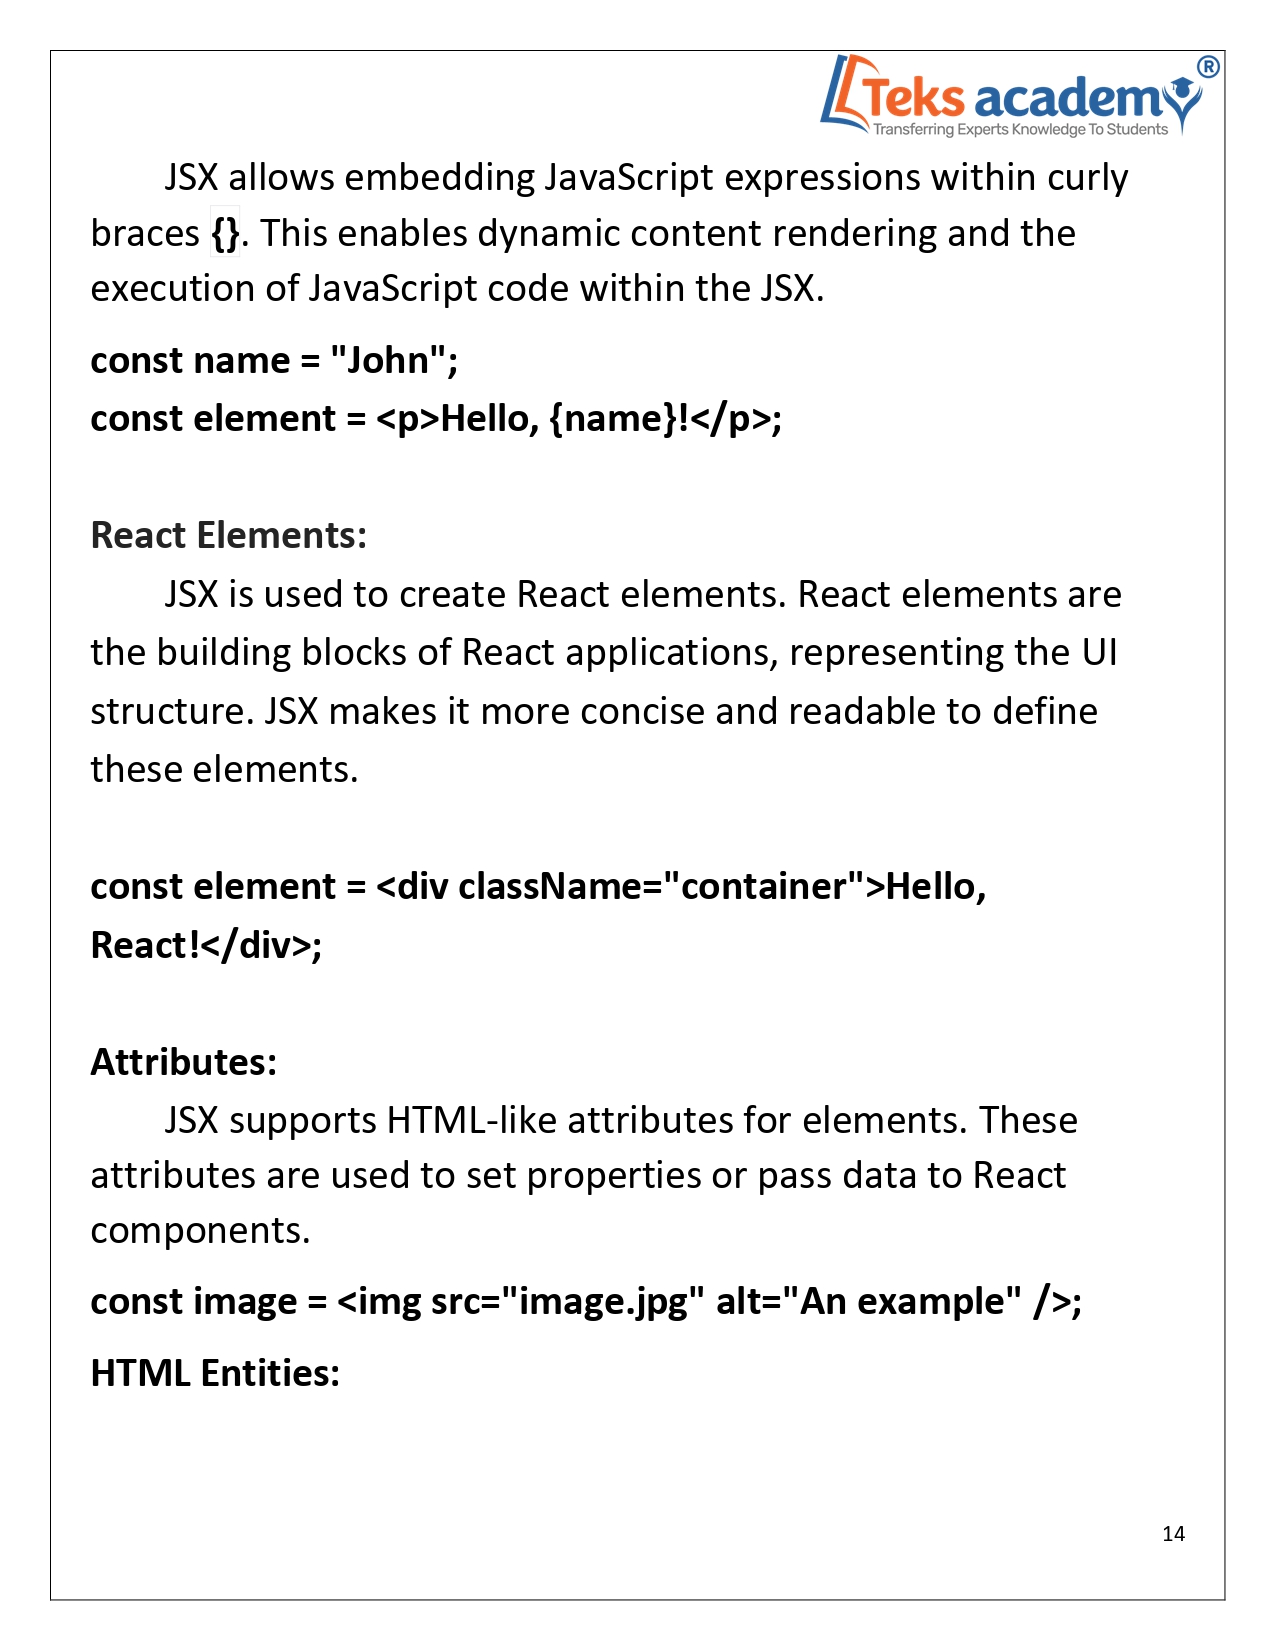 Teks academy ®
Transferring Experts Knowledge To Students
JSX allows embedding JavaScript expressions within curly
braces {}. This enables dynamic content rendering and the
execution of JavaScript code within the JSX.
const name = "John";
const element = <p>Hello, {name}!</p>;
React Elements:
JSX is used to create React elements. React elements are
the building blocks of React applications, representing the UI
structure. JSX makes it more concise and readable to define
these elements.
const element = <div className="container">Hello,
React!</div>;
Attributes:
JSX supports HTML-like attributes for elements. These
attributes are used to set properties or pass data to React
components.
const image = <img src="image.jpg" alt="An example" />;
HTML Entities:
14